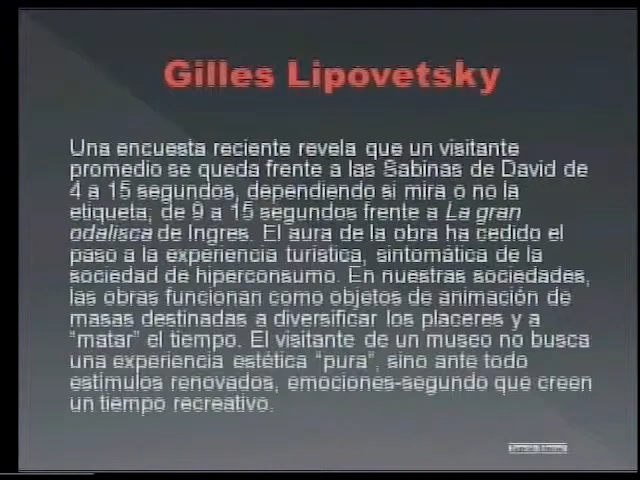 Gilles Lipovetsky
Una encuesta reciente revela que un visitante
promedio se queda frente a las Sabinas de David de
4 a 15 segundos, dependiendo si mira o no la
etiqueta; de 9 a 15 segundos frente a La gran
odalisca de Ingres. El aura de la obra ha cedido el
paso a la experiencia turística, sintomática de la
sociedad de hiperconsumo. En nuestras sociedades,
las obras funcionan como objetos de animación de
masas destinadas a diversificar los placeres y a
“matar” el tiempo. El visitante de un museo no busca
una experiencia estética “pura”, sino ante todo
estímulos renovados, emociones-segundo que creen
un tiempo recreativo.